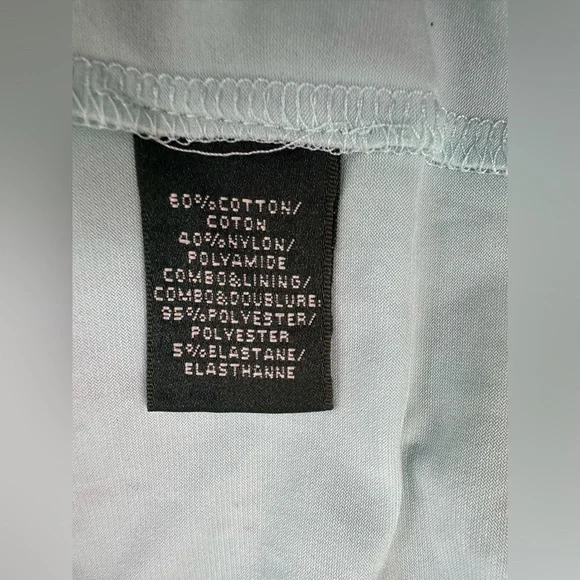 60%COTTON/
COTON
40%NYLON/
POLYAMIDE
COMBO&LINING/
COMBO&DOUBLURE:
95%POLYESTER/
POLYESTER
5%ELASTANE/
ELASTHANNE